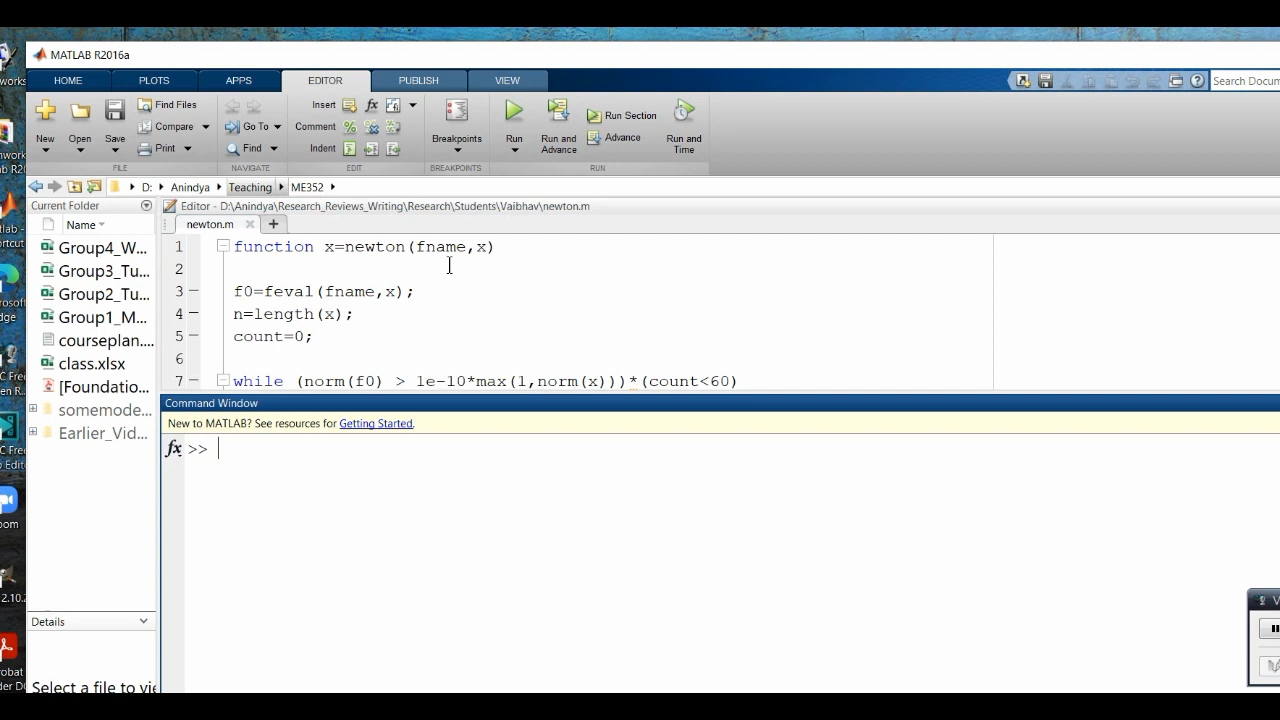 works
MATLAB R2016a
HOME PLOTS APPS EDITOR PUBLISH VIEW
Search Docum
New Open Save Find Files Compare Print
Go To Find
Insert fx
Comment
Indent
Breakpoints
Run Run and Advance Run Section Advance Run and Time
FILE NAVIGATE EDIT BREAKPOINTS RUN
D: Anindya Teaching ME352
Current Folder
Name
Group4_W...
Group3_Tu...
Group2_Tu...
Group1_M...
courseplan....
class.xlsx
[Foundatio...
somemode...
Earlier_Vid...
Details
Select a file to vie
Editor - D:\Anindya\Research_Reviews_Writing\Research\Students\Vaibhav\newton.m
newton.m
1 function x=newton(fname,x)
2
3 f0=feval(fname,x);
4 n=length(x);
5 count=0;
6
7 while (norm(f0) > 1e-10*max(1,norm(x)))*(count<60)
Command Window
New to MATLAB? See resources for Getting Started.
fx >>